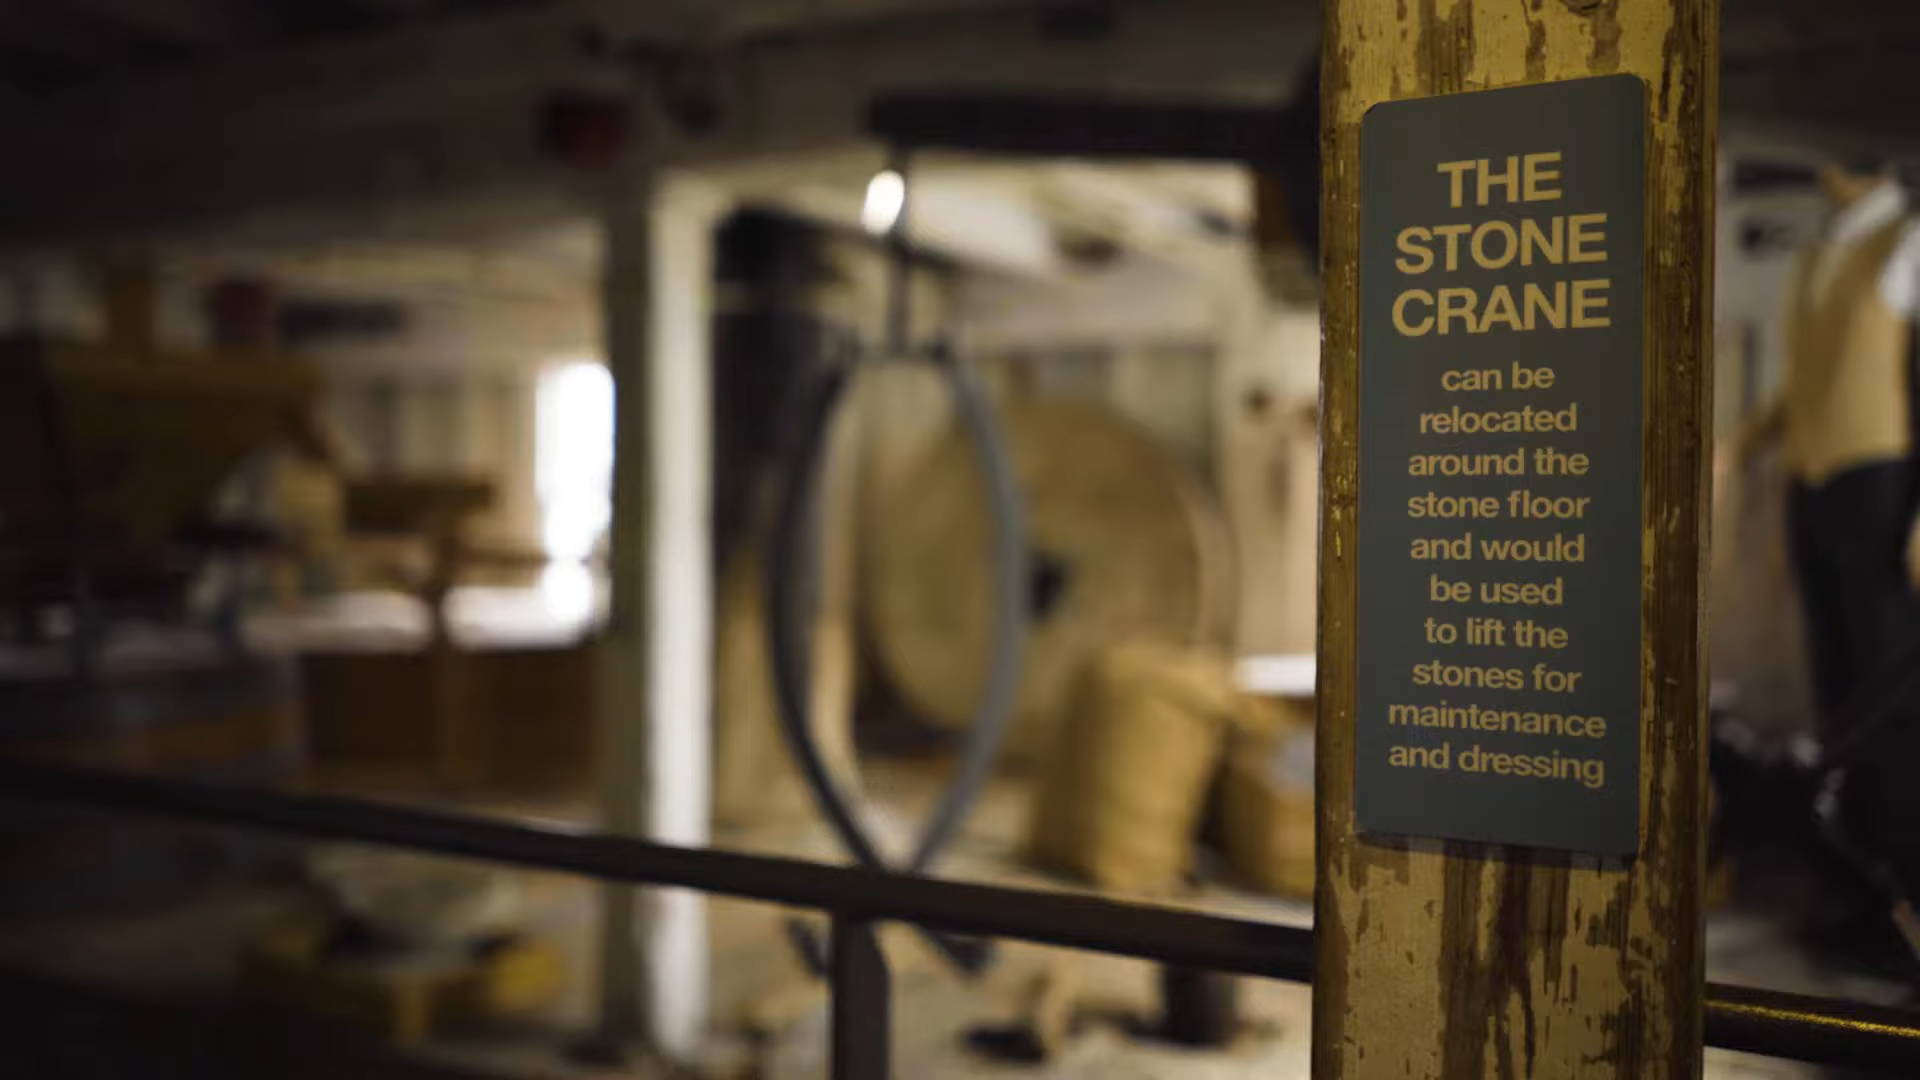 THE
STONE
CRANE
can be
relocated
around the
stone floor
and would
be used
to lift the
stones for
maintenance
and dressing